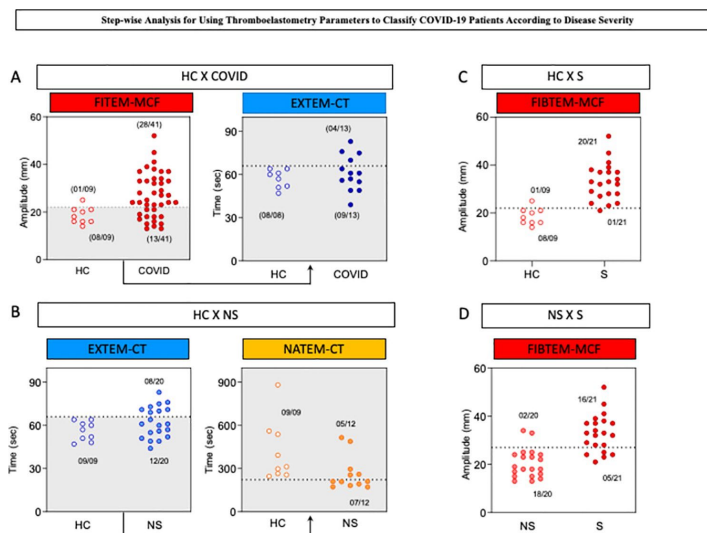 Step-wise Analysis for Using Thromboelastometry Parameters to Classify COVID-19 Patients According to Disease Severity
A
HC X COVID
FITEM-MCF
EXTEM-CT
Amplitude (mm)
60
40
20
0
(28/41)
(01/09)
(08/09)
(13/41)
HC
COVID
Time (sec)
90
60
30
0
(04/13)
(08/08)
(09/13)
HC
COVID
B
HC X NS
EXTEM-CT
NATEM-CT
Time (sec)
90
60
30
0
08/20
09/09
12/20
HC
NS
Time (sec)
900
600
300
0
09/09
05/12
07/12
HC
NS
C
HC X S
FIBTEM-MCF
Amplitude (mm)
60
40
20
0
20/21
01/09
08/09
01/21
HC
S
D
NS X S
FIBTEM-MCF
Amplitude (mm)
60
40
20
0
16/21
02/20
18/20
05/21
NS
S